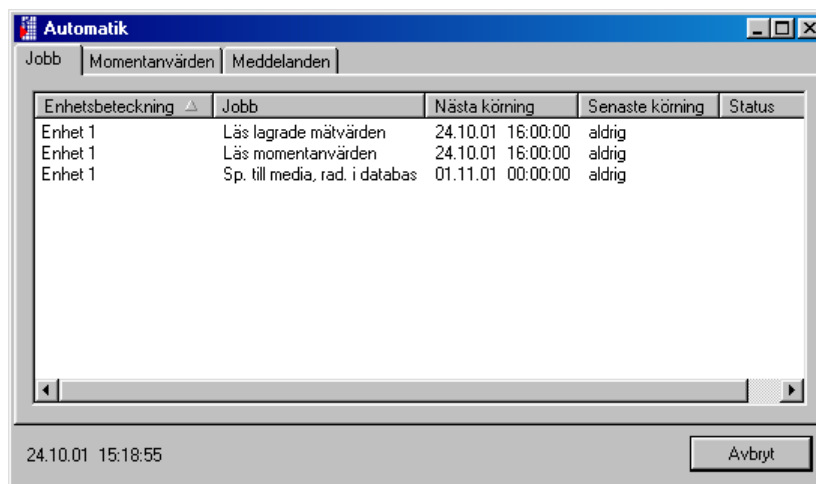 Automatik
Jobb Momentanvärden Meddelanden
Enhetsbeteckning Jobb Nästa körning Senaste körning Status
Enhet 1 Läs lagrade mätvärden 24.10.01 16:00:00 aldrig
Enhet 1 Läs momentanvärden 24.10.01 16:00:00 aldrig
Enhet 1 Sp. till media, rad. i databas 01.11.01 00:00:00 aldrig
24.10.01 15:18:55 Avbryt